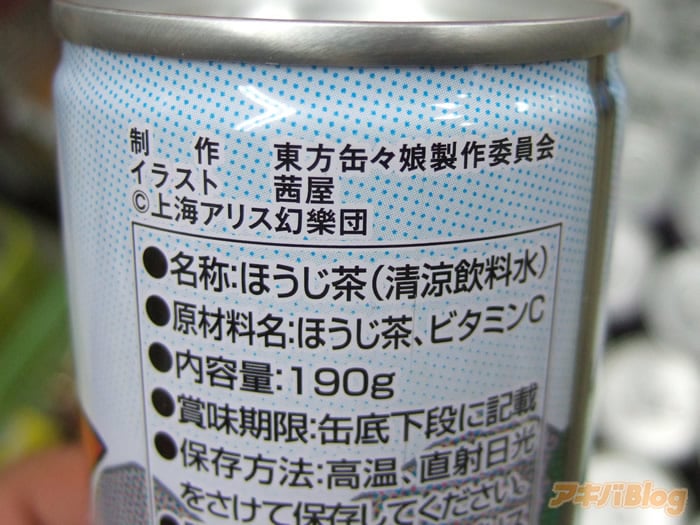 制　作　東方缶々娘製作委員会
イラスト　茜屋
©上海アリス幻樂団
●名称:ほうじ茶(清涼飲料水)
●原材料名:ほうじ茶、ビタミンC
●内容量:190g
●賞味期限:缶底下段に記載
●保存方法:高温、直射日光
をさけて保存してください。
アキバBlog